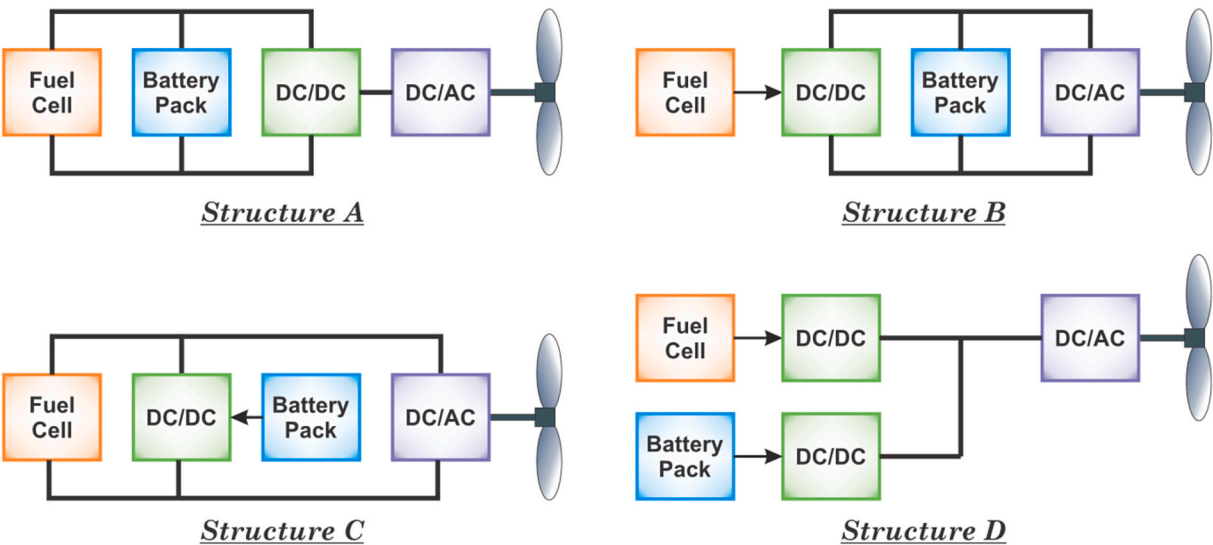 Fuel
Cell
Battery
Pack
DC/DC
DC/AC
Structure A
Fuel
Cell
DC/DC
Battery
Pack
DC/AC
Structure B
Fuel
Cell
DC/DC
Battery
Pack
DC/AC
Structure C
Fuel
Cell
DC/DC
DC/AC
Battery
Pack
DC/DC
Structure D